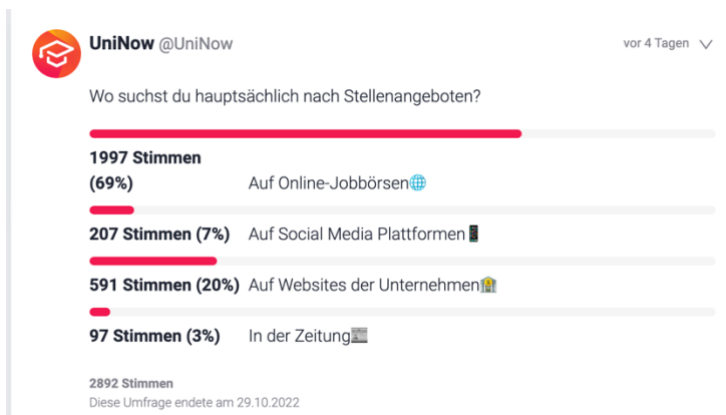 UniNow @UniNow vor 4 Tagen
Wo suchst du hauptsächlich nach Stellenangeboten?
1997 Stimmen
(69%) Auf Online-Jobbörsen🌐
207 Stimmen (7%) Auf Social Media Plattformen📱
591 Stimmen (20%) Auf Websites der Unternehmen🏫
97 Stimmen (3%) In der Zeitung📰
2892 Stimmen
Diese Umfrage endete am 29.10.2022